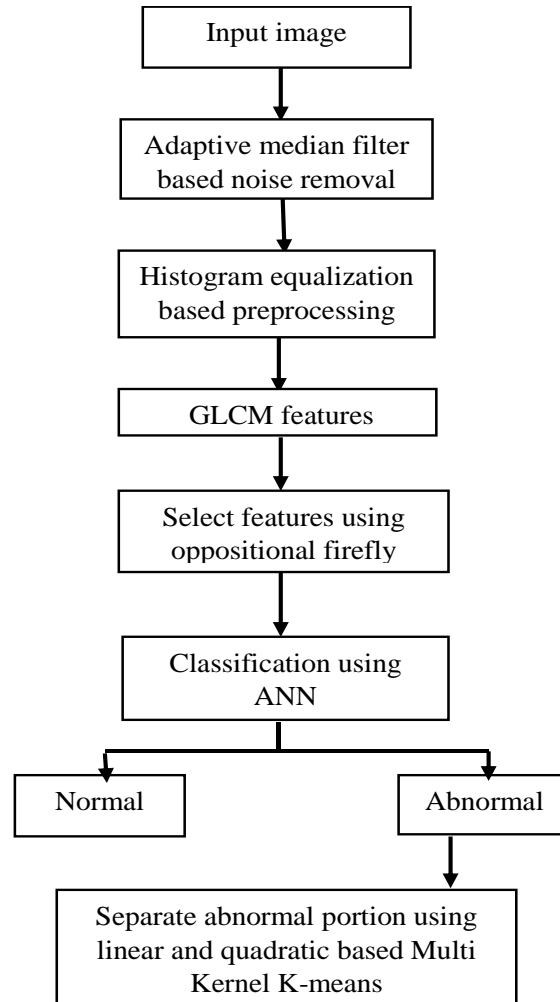 Input image
Adaptive median filter
based noise removal
Histogram equalization
based preprocessing
GLCM features
Select features using
oppositional firefly
Classification using
ANN
Normal
Abnormal
Separate abnormal portion using
linear and quadratic based Multi
Kernel K-means